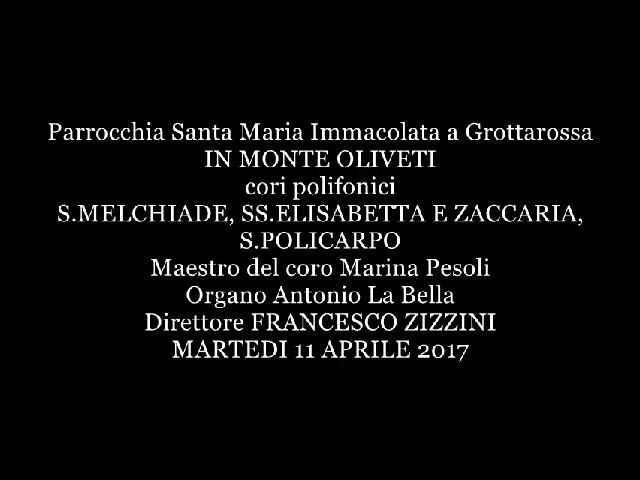 Parrocchia Santa Maria Immacolata a Grottarossa
IN MONTE OLIVETI
cori polifonici
S.MELCHIADE, SS.ELISABETTA E ZACCARIA,
S.POLICARPO
Maestro del coro Marina Pesoli
Organo Antonio La Bella
Direttore FRANCESCO ZIZZINI
MARTEDI 11 APRILE 2017